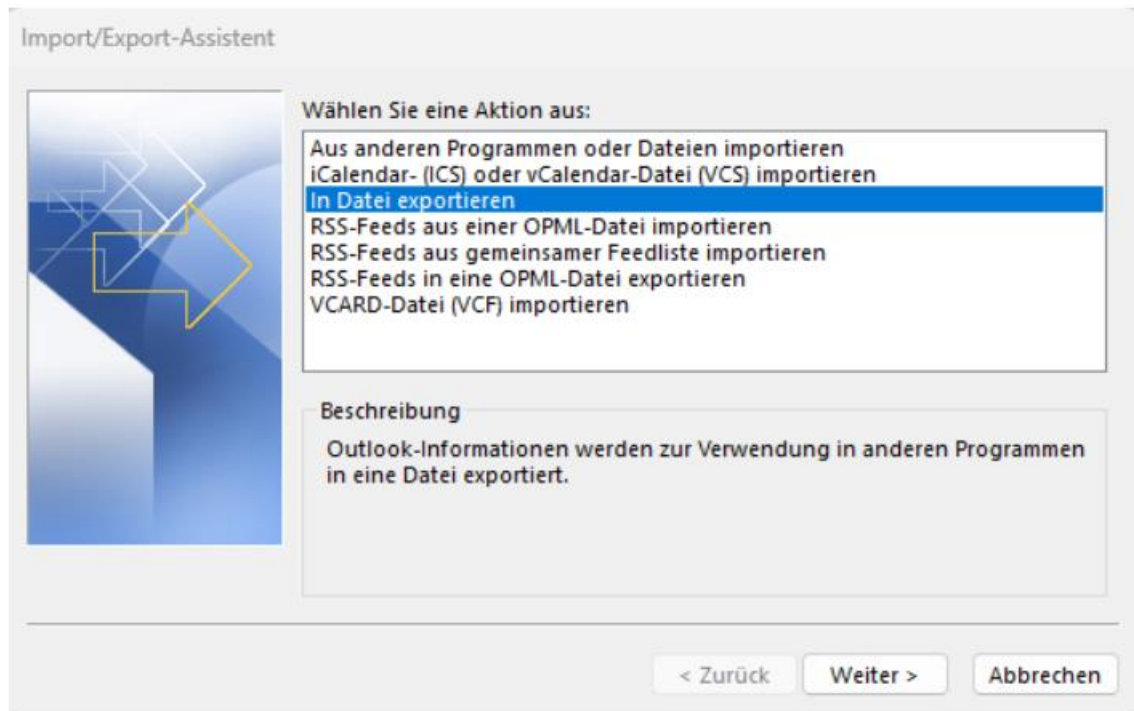 Import/Export-Assistent
Wählen Sie eine Aktion aus:
Aus anderen Programmen oder Dateien importieren
iCalendar- (ICS) oder vCalendar-Datei (VCS) importieren
In Datei exportieren
RSS-Feeds aus einer OPML-Datei importieren
RSS-Feeds aus gemeinsamer Feedliste importieren
RSS-Feeds in eine OPML-Datei exportieren
VCARD-Datei (VCF) importieren
Beschreibung
Outlook-Informationen werden zur Verwendung in anderen Programmen
in eine Datei exportiert.
< Zurück Weiter > Abbrechen